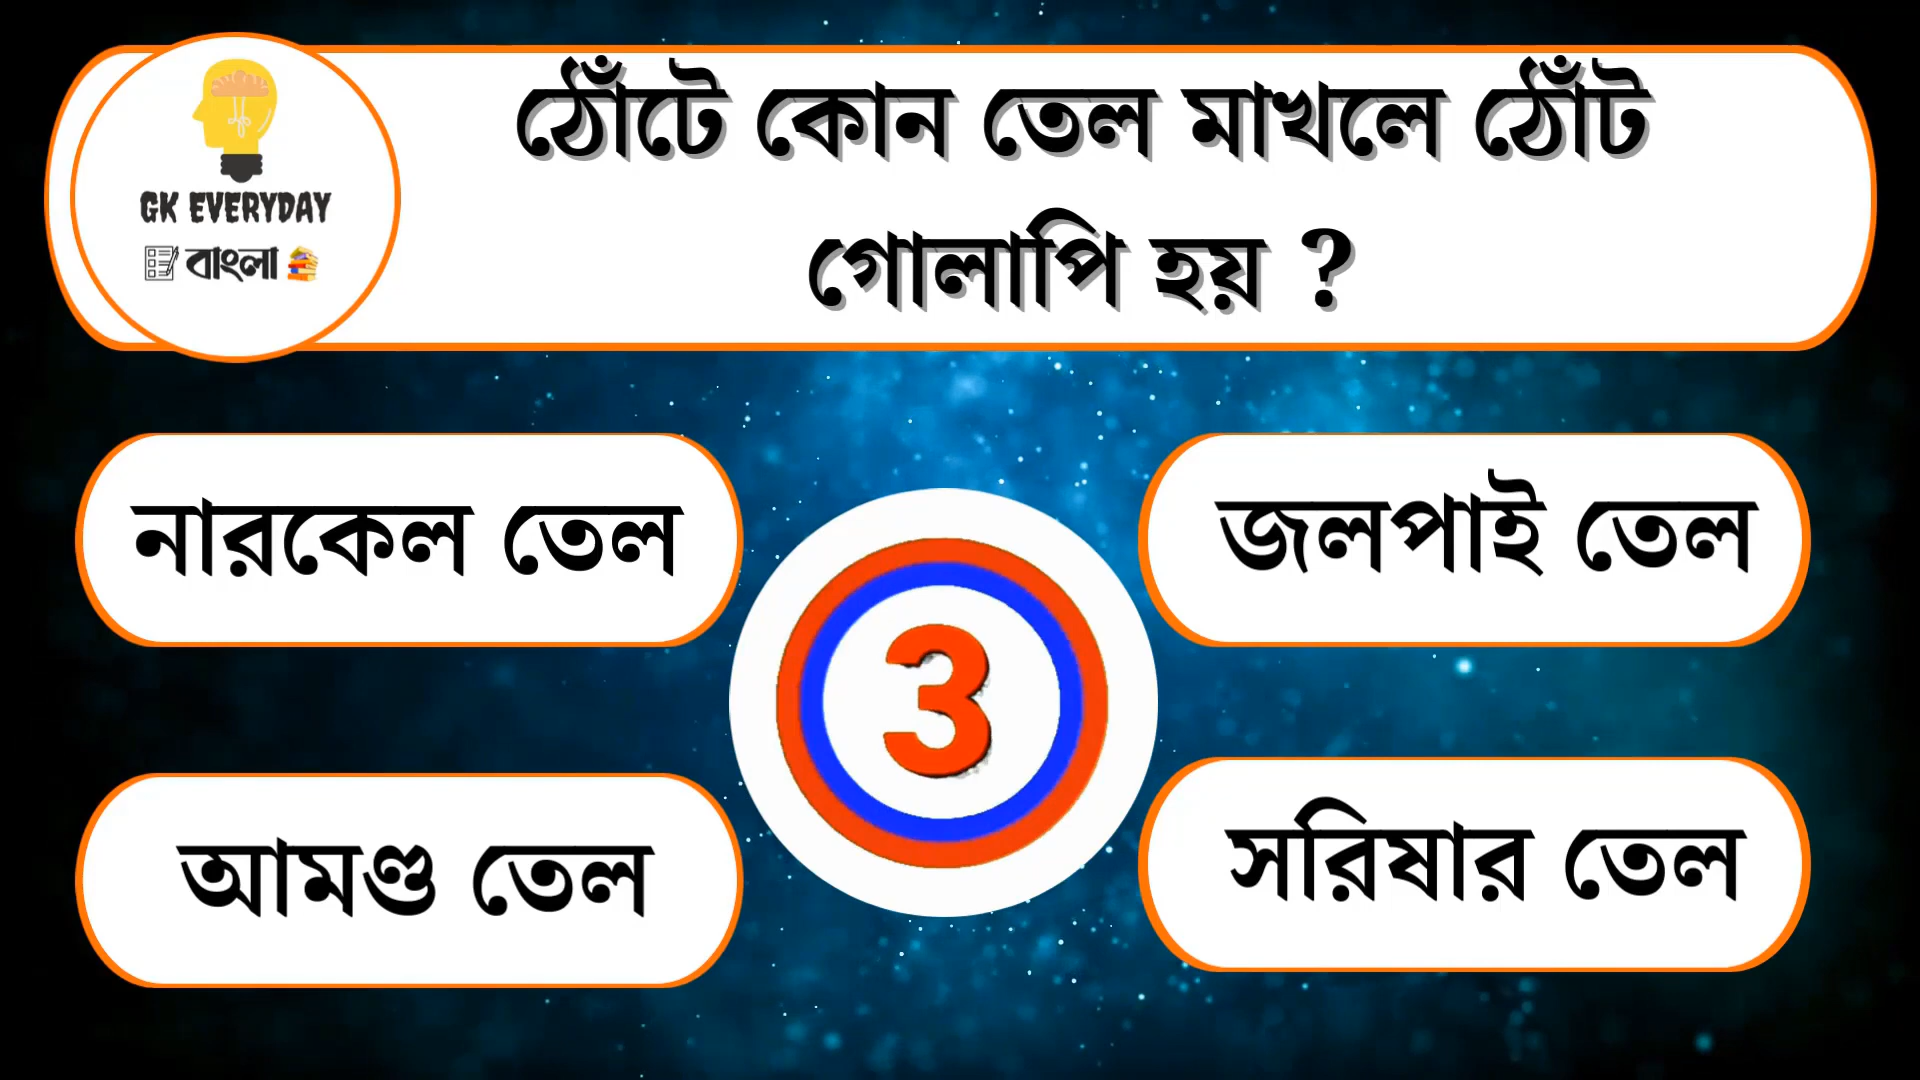 ঠোঁটে কোন তেল মাখলে ঠোঁট
গোলাপি হয় ?
GK EVERYDAY
বাংলা
নারকেল তেল
জলপাই তেল
3
আমণ্ড তেল
সরিষার তেল